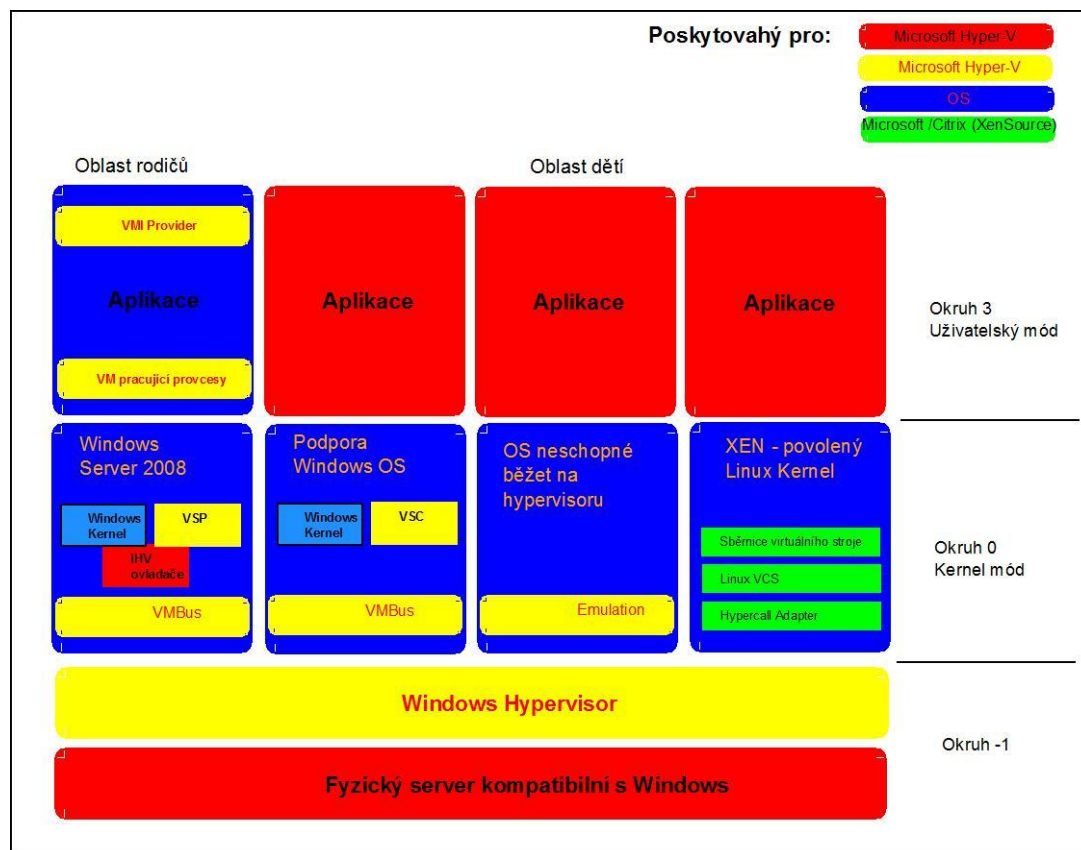 Poskytovahý pro:
Microsoft Hyper-V
Microsoft Hyper-V
OS
Microsoft /Citrix (XenSource)
Oblast rodičů
Oblast dětí
VMI Provider
Aplikace
VM pracující provcesy
Aplikace
Aplikace
Aplikace
Okruh 3
Uživatelský mód
Windows
Server 2008
Windows
Kernel
VSP
IHV
ovladače
VMBus
Podpora
Windows OS
Windows
Kernel
VSC
VMBus
OS neschopné
běžet na
hypervisoru
Emulation
XEN - povolený
Linux Kernel
Sběrnice virtuálního stroje
Linux VCS
Hypercall Adapter
Okruh 0
Kernel mód
Windows Hypervisor
Okruh -1
Fyzický server kompatibilní s Windows